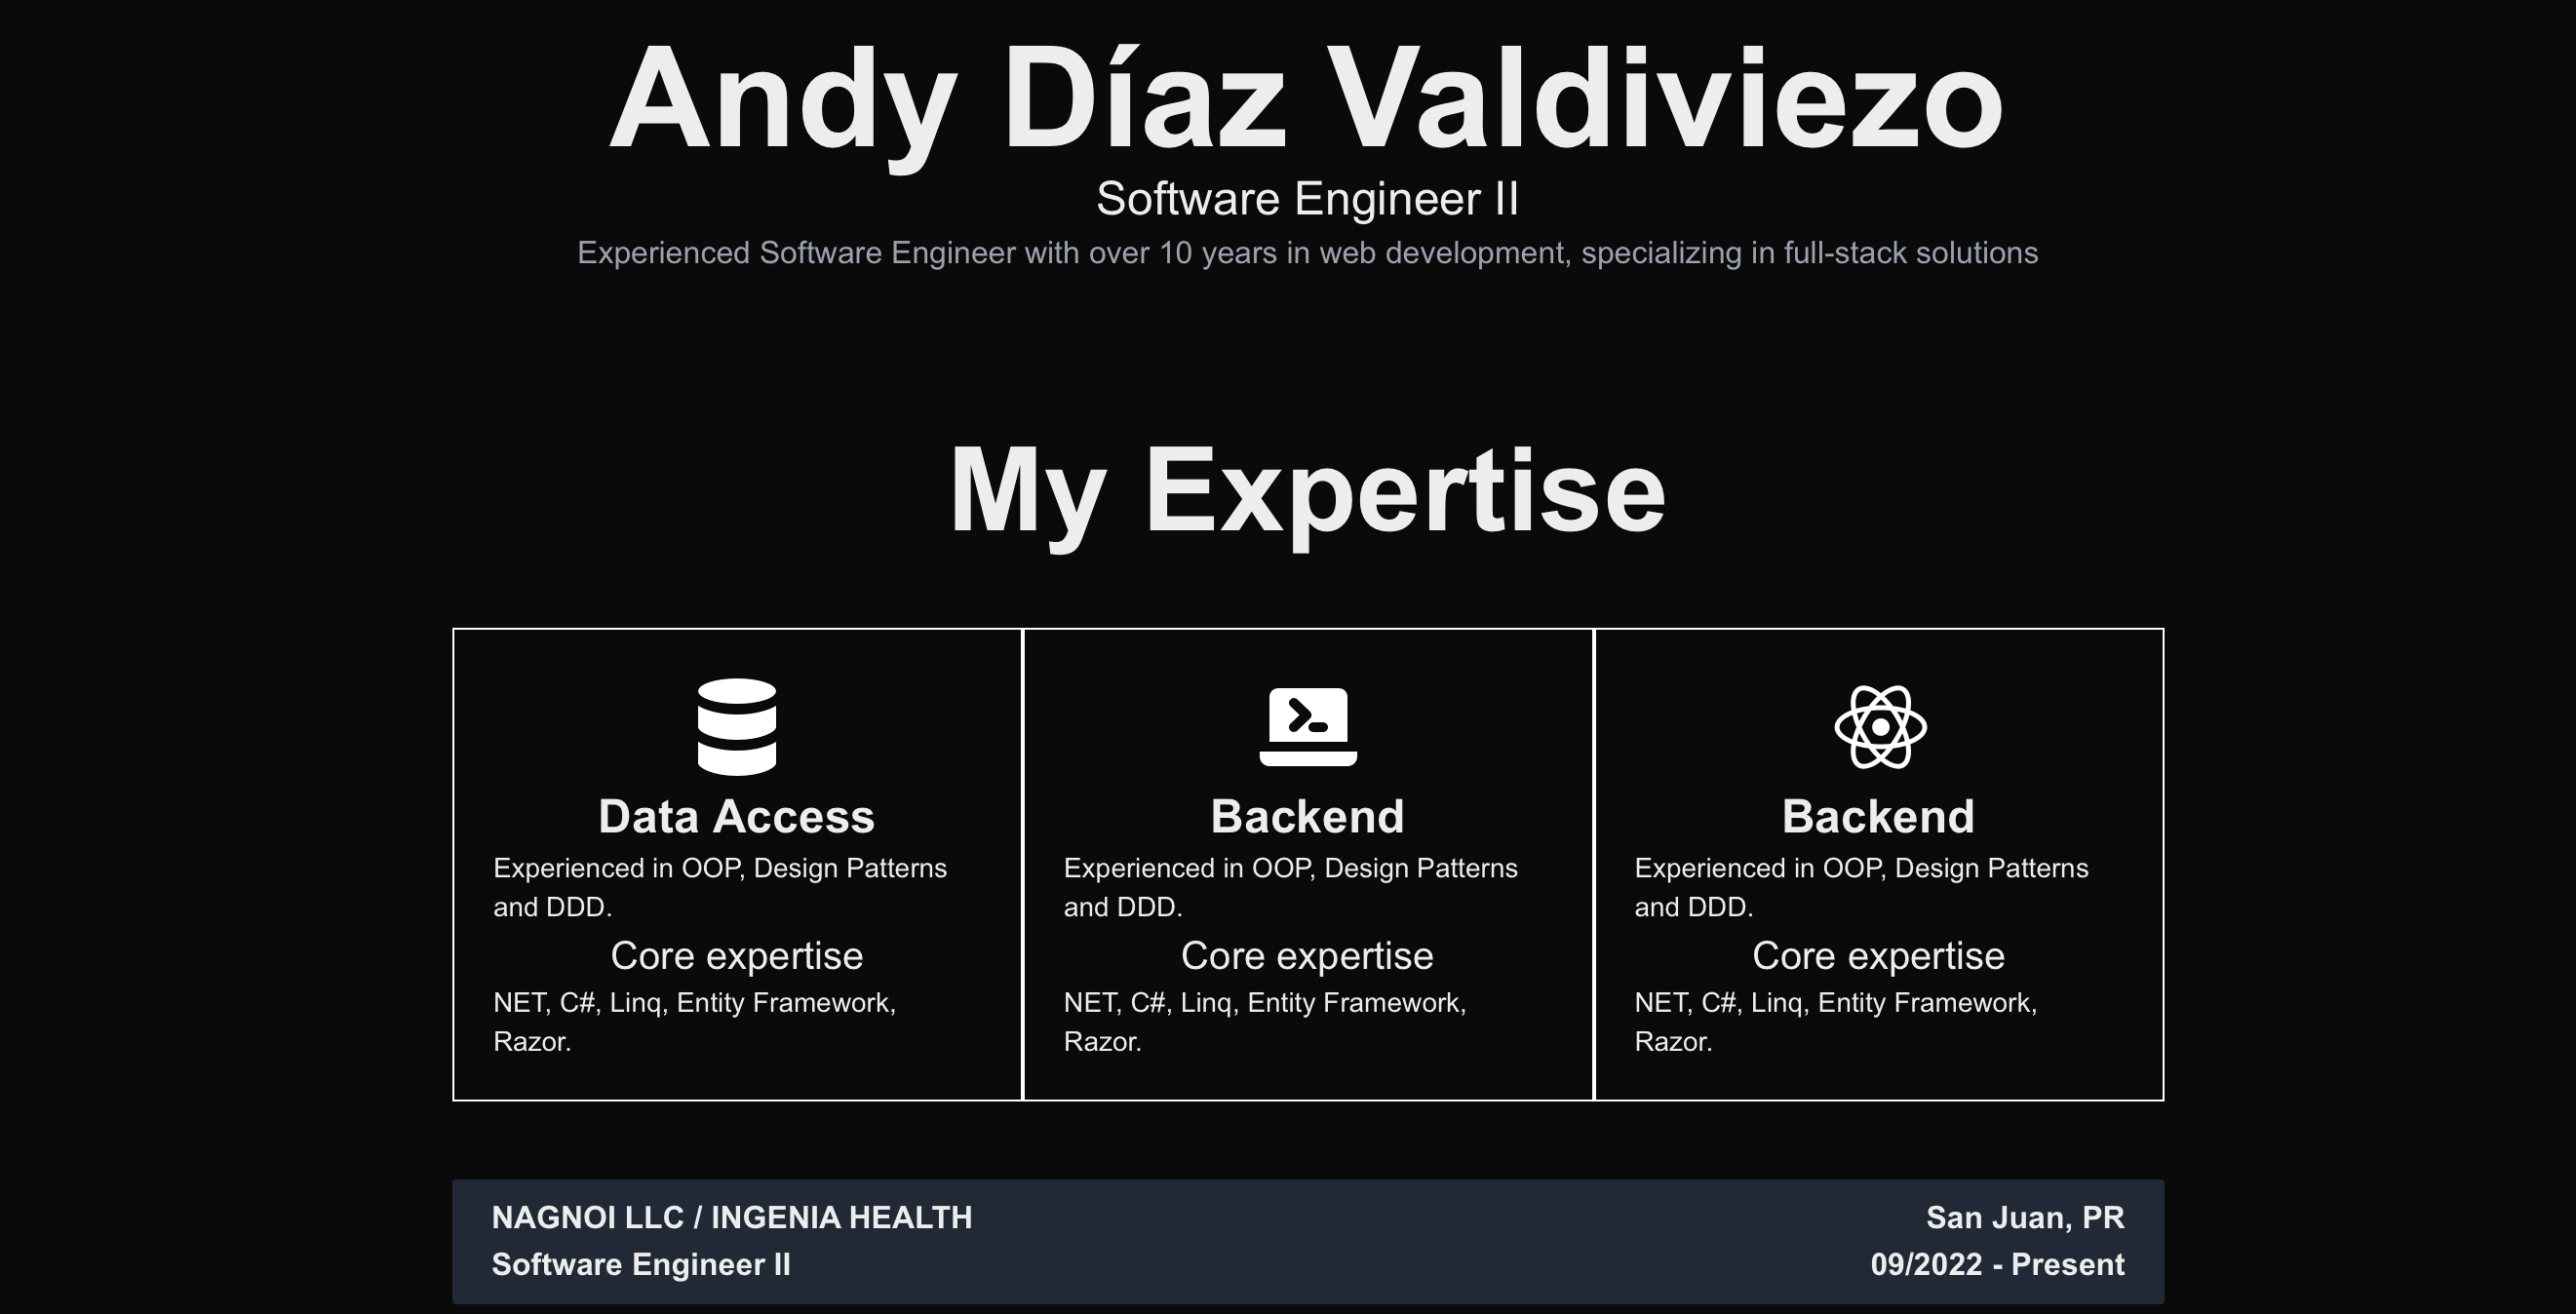 Andy Díaz Valdiviezo
Software Engineer II
Experienced Software Engineer with over 10 years in web development, specializing in full-stack solutions
My Expertise
Data Access
Experienced in OOP, Design Patterns
and DDD.
Core expertise
NET, C#, Linq, Entity Framework,
Razor.
Backend
Experienced in OOP, Design Patterns
and DDD.
Core expertise
NET, C#, Linq, Entity Framework,
Razor.
Backend
Experienced in OOP, Design Patterns
and DDD.
Core expertise
NET, C#, Linq, Entity Framework,
Razor.
NAGNOI LLC / INGENIA HEALTH
San Juan, PR
Software Engineer II
09/2022 - Present